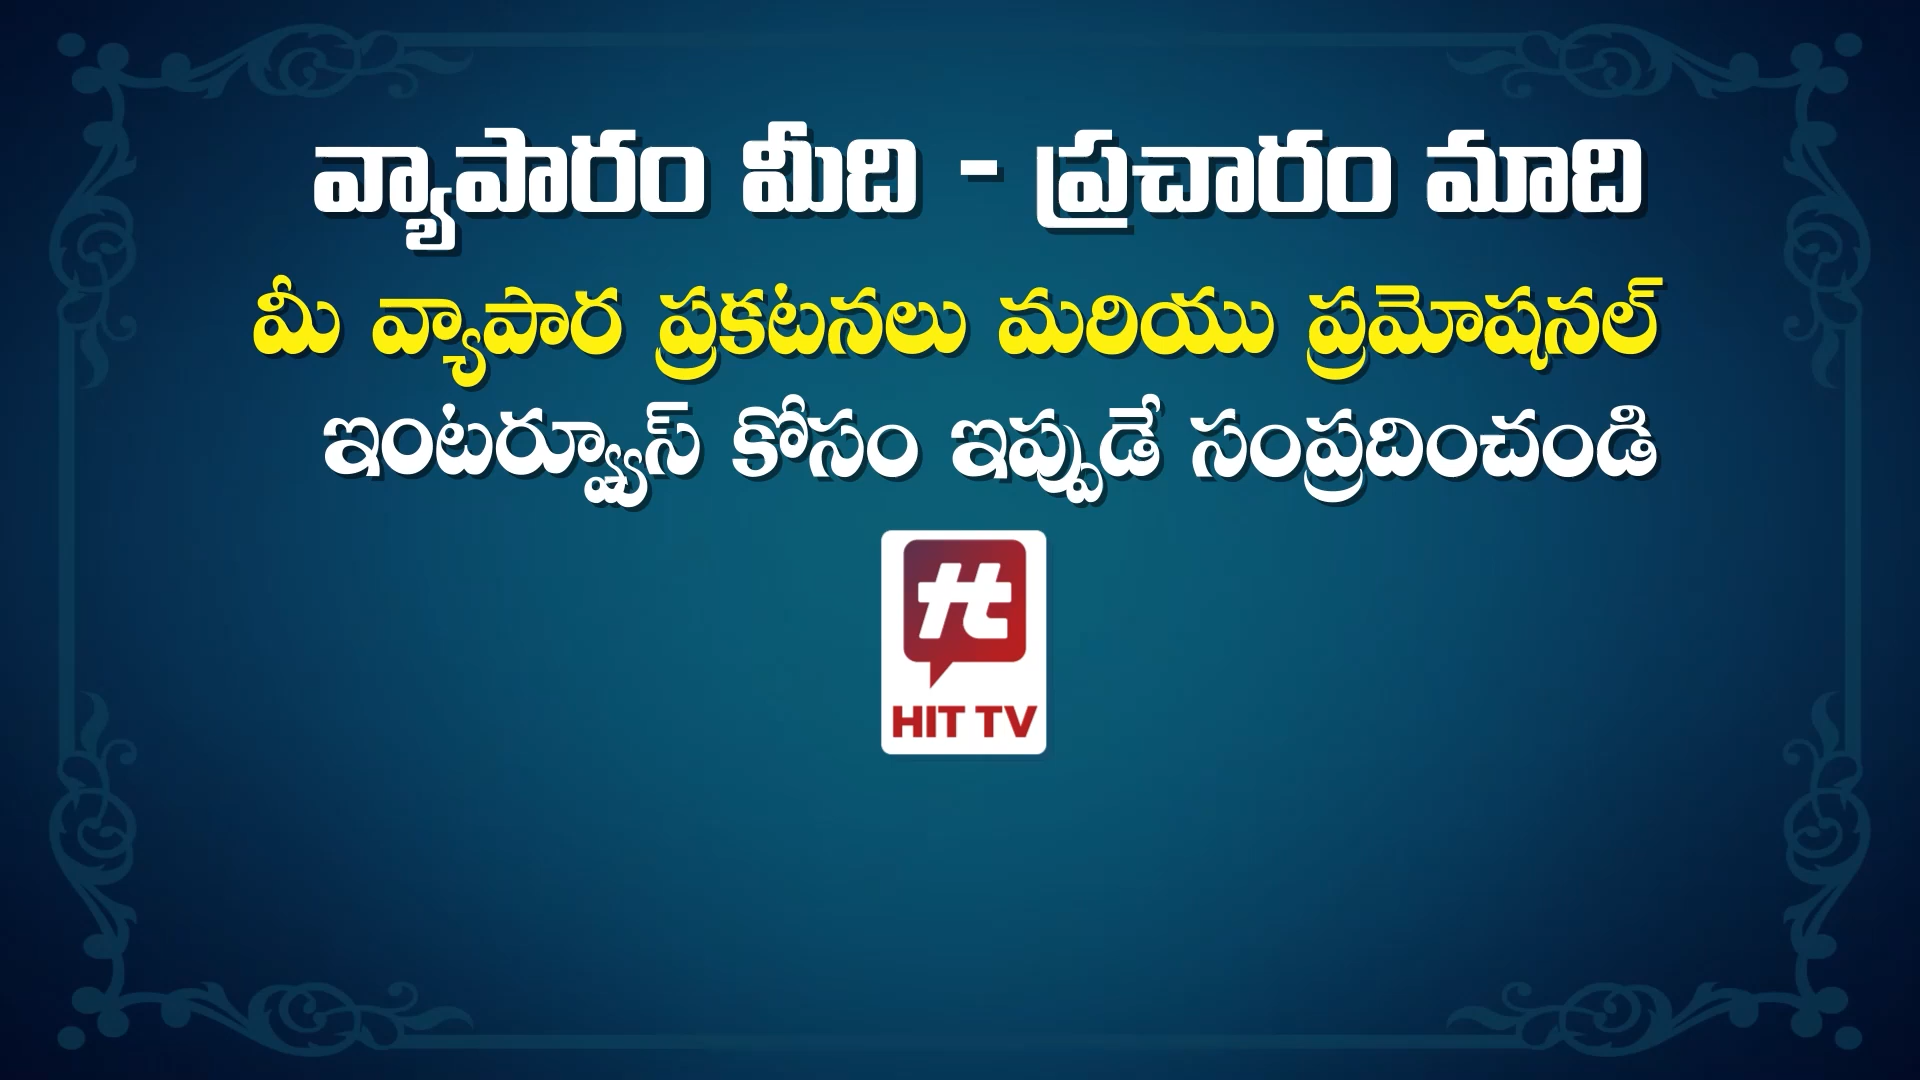 వ్యాపారం మీది - ప్రచారం మాది
మీ వ్యాపార ప్రకటనలు మరియు ప్రమోషనల్
ఇంటర్వ్యూస్ కోసం ఇప్పుడే సంప్రదించండి
HIT TV